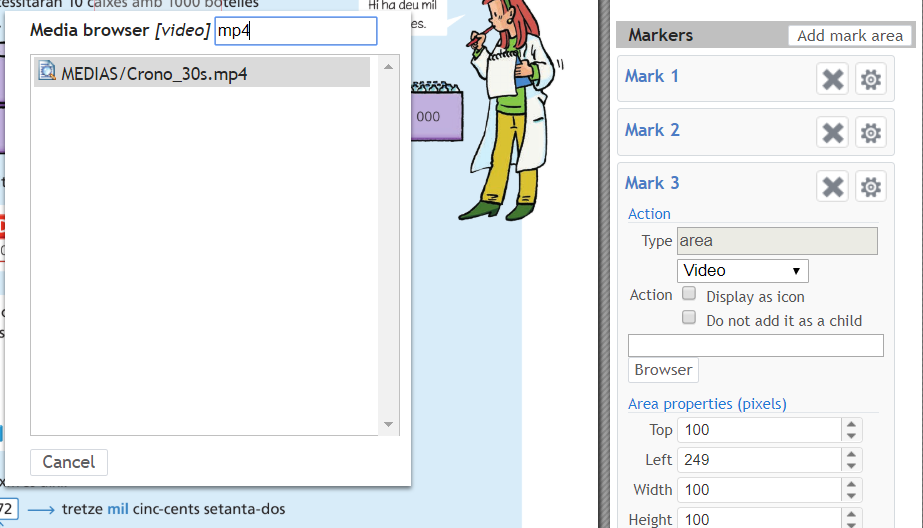 essitaran 10 caixes amb 1000 botelles
Hi ha deu mil
es.
Media browser [video] mp4
MEDIAS/Crono_30s.mp4
000
Cancel
72 → tretze mil cinc-cents setanta-dos
Markers Add mark area
Mark 1
Mark 2
Mark 3
Action
Type area
Video
Action Display as icon
Do not add it as a child
Browser
Area properties (pixels)
Top 100
Left 249
Width 100
Height 100